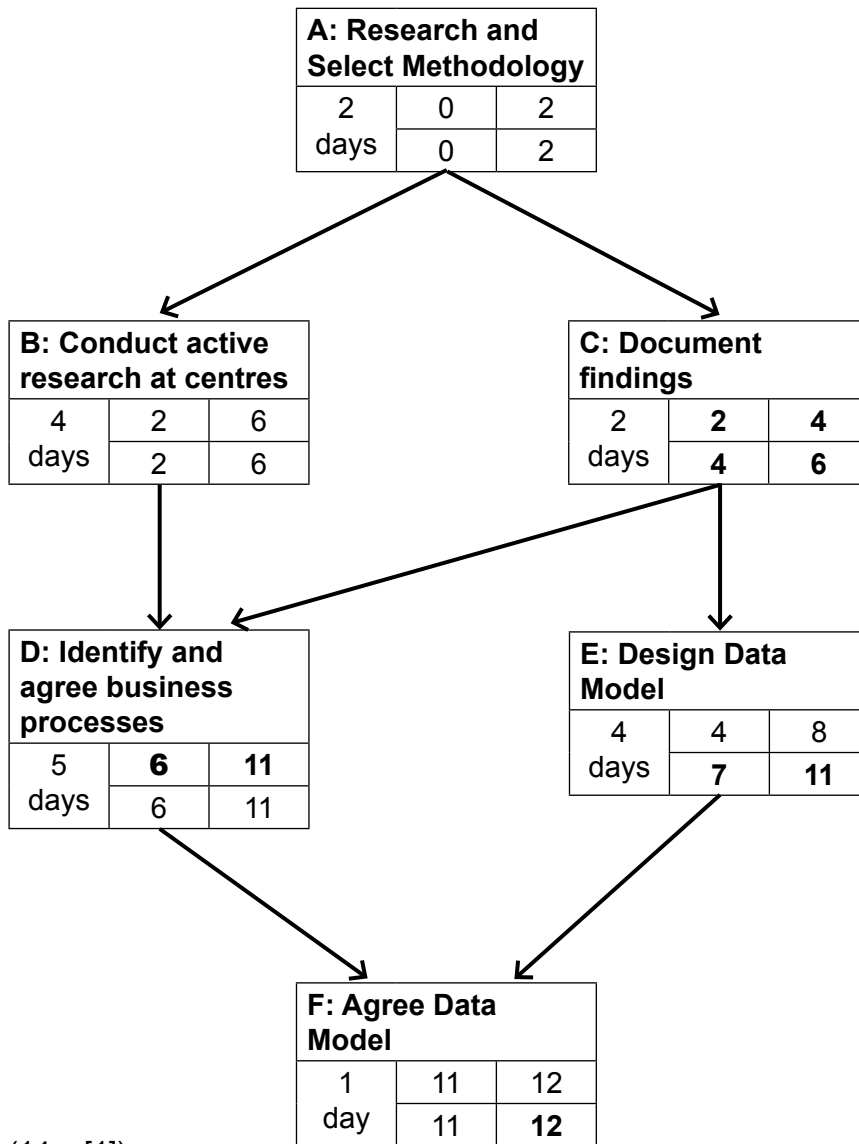 A: Research and
Select Methodology
2 0 2
days 0 2
B: Conduct active
research at centres
4 2 6
days 2 6
C: Document
findings
2 2 4
days 4 6
D: Identify and
agree business
processes
5 6 11
days 6 11
E: Design Data
Model
4 4 8
days 7 11
F: Agree Data
Model
1 11 12
day 11 12